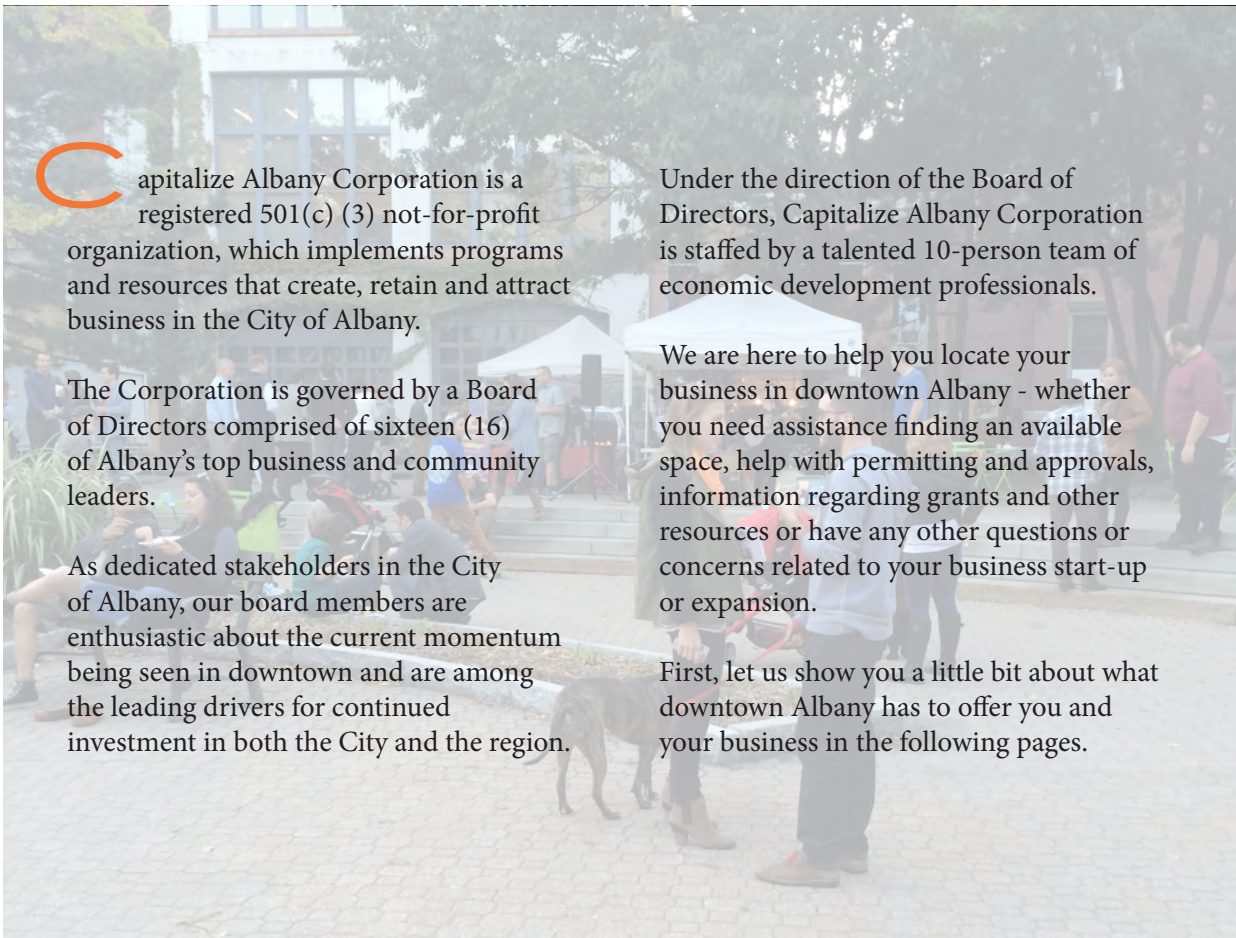 Capitalize Albany Corporation is a
registered 501(c) (3) not-for-profit
organization, which implements programs
and resources that create, retain and attract
business in the City of Albany.
The Corporation is governed by a Board
of Directors comprised of sixteen (16)
of Albany’s top business and community
leaders.
As dedicated stakeholders in the City
of Albany, our board members are
enthusiastic about the current momentum
being seen in downtown and are among
the leading drivers for continued
investment in both the City and the region.
Under the direction of the Board of
Directors, Capitalize Albany Corporation
is staffed by a talented 10-person team of
economic development professionals.
We are here to help you locate your
business in downtown Albany - whether
you need assistance finding an available
space, help with permitting and approvals,
information regarding grants and other
resources or have any other questions or
concerns related to your business start-up
or expansion.
First, let us show you a little bit about what
downtown Albany has to offer you and
your business in the following pages.